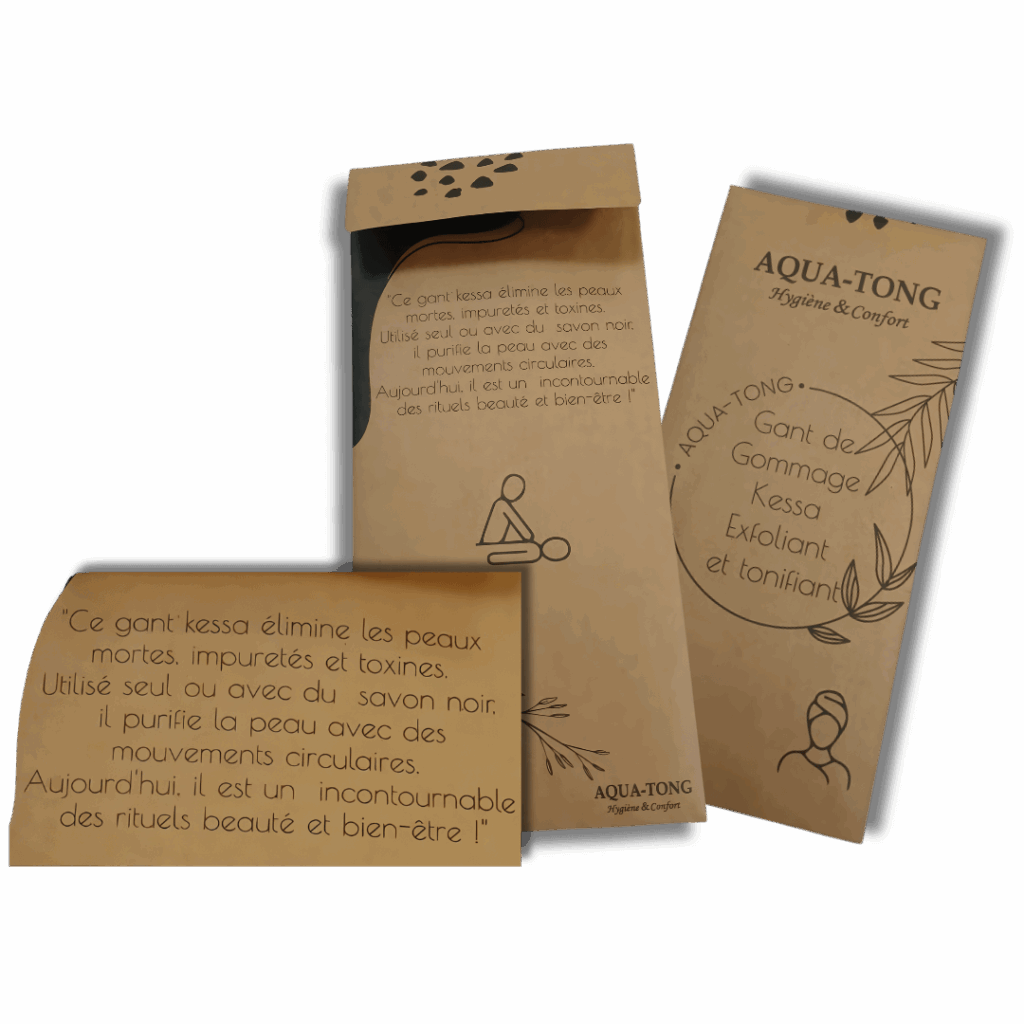 "Ce gant kessa élimine les peaux
mortes, impuretés et toxines.
Utilisé seul ou avec du savon noir,
il purifie la peau avec des
mouvements circulaires.
Aujourd'hui, il est un incontournable
des rituels beauté et bien-être !"
AQUA-TONG
Hygiène & Confort
AQUA-TONG
Hygiène & Confort
AQUA-TONG
Gant de
Gommage
Kessa
Exfoliant
et tonifiant
"Ce gant kessa élimine les peaux
mortes, impuretés et toxines.
Utilisé seul ou avec du savon noir,
il purifie la peau avec des
mouvements circulaires.
Aujourd'hui, il est un incontournable
des rituels beauté et bien-être !"